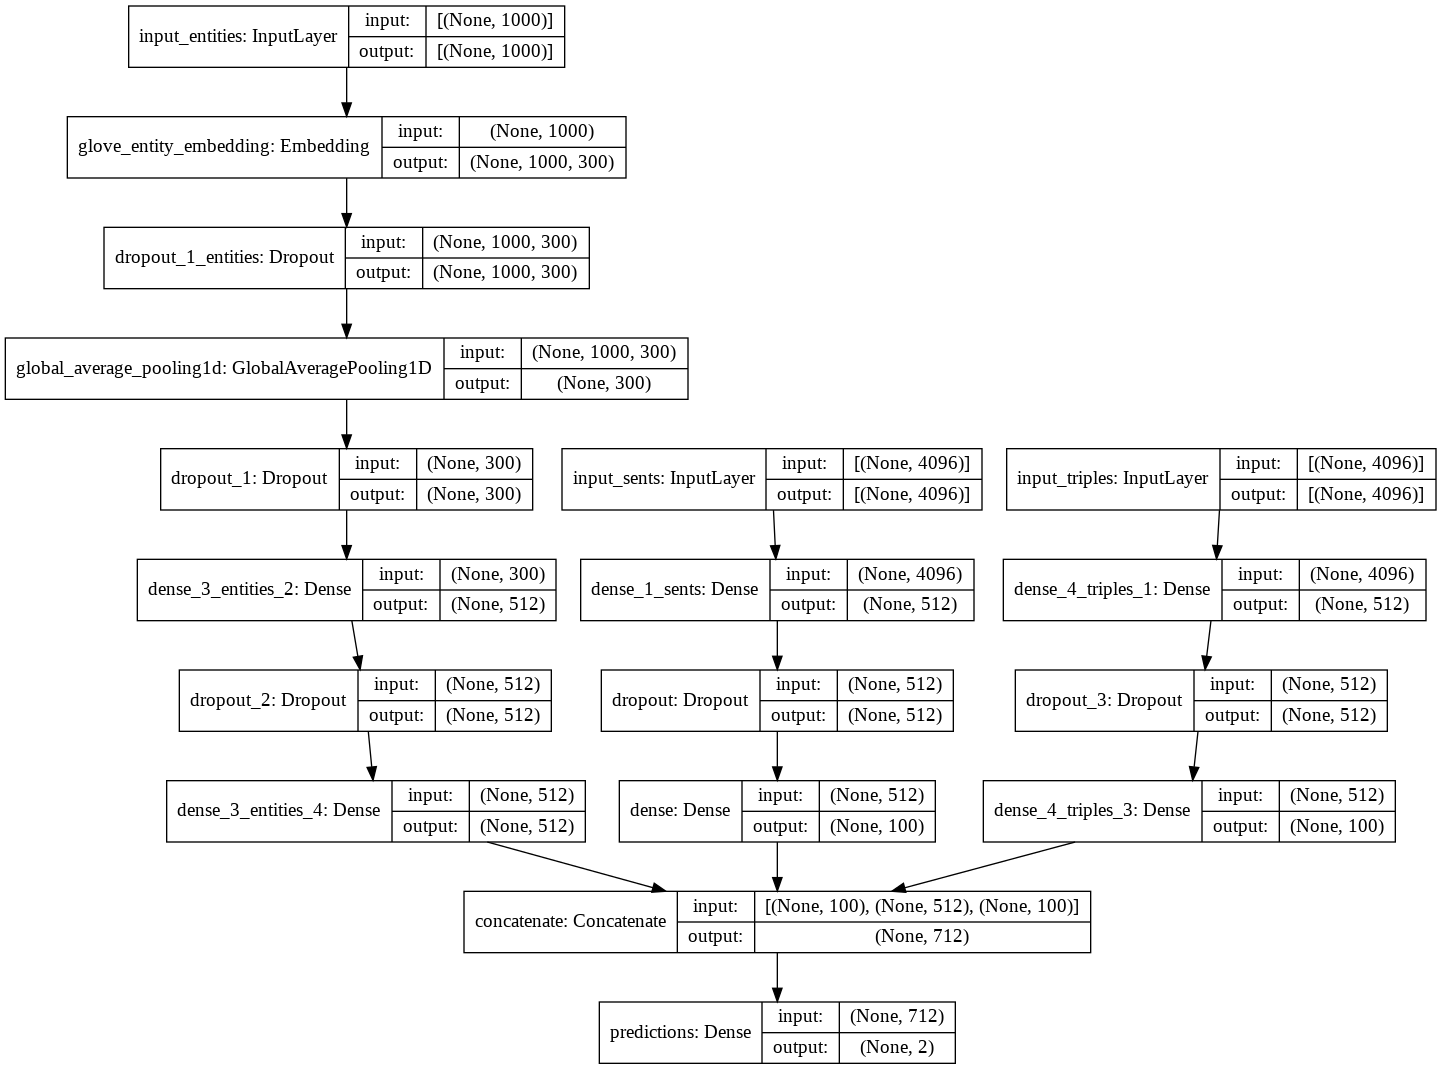 input_entities: InputLayer
input:
[(None, 1000)]
output:
[(None, 1000)]
glove_entity_embedding: Embedding
input:
(None, 1000)
output:
(None, 1000, 300)
dropout_1_entities: Dropout
input:
(None, 1000, 300)
output:
(None, 1000, 300)
global_average_pooling1d: GlobalAveragePooling1D
input:
(None, 1000, 300)
output:
(None, 300)
dropout_1: Dropout
input:
(None, 300)
output:
(None, 300)
input_sents: InputLayer
input:
[(None, 4096)]
output:
[(None, 4096)]
input_triples: InputLayer
input:
[(None, 4096)]
output:
[(None, 4096)]
dense_3_entities_2: Dense
input:
(None, 300)
output:
(None, 512)
dense_1_sents: Dense
input:
(None, 4096)
output:
(None, 512)
dense_4_triples_1: Dense
input:
(None, 4096)
output:
(None, 512)
dropout_2: Dropout
input:
(None, 512)
output:
(None, 512)
dropout: Dropout
input:
(None, 512)
output:
(None, 512)
dropout_3: Dropout
input:
(None, 512)
output:
(None, 512)
dense_3_entities_4: Dense
input:
(None, 512)
output:
(None, 512)
dense: Dense
input:
(None, 512)
output:
(None, 100)
dense_4_triples_3: Dense
input:
(None, 512)
output:
(None, 100)
concatenate: Concatenate
input:
[(None, 100), (None, 512), (None, 100)]
output:
(None, 712)
predictions: Dense
input:
(None, 712)
output:
(None, 2)